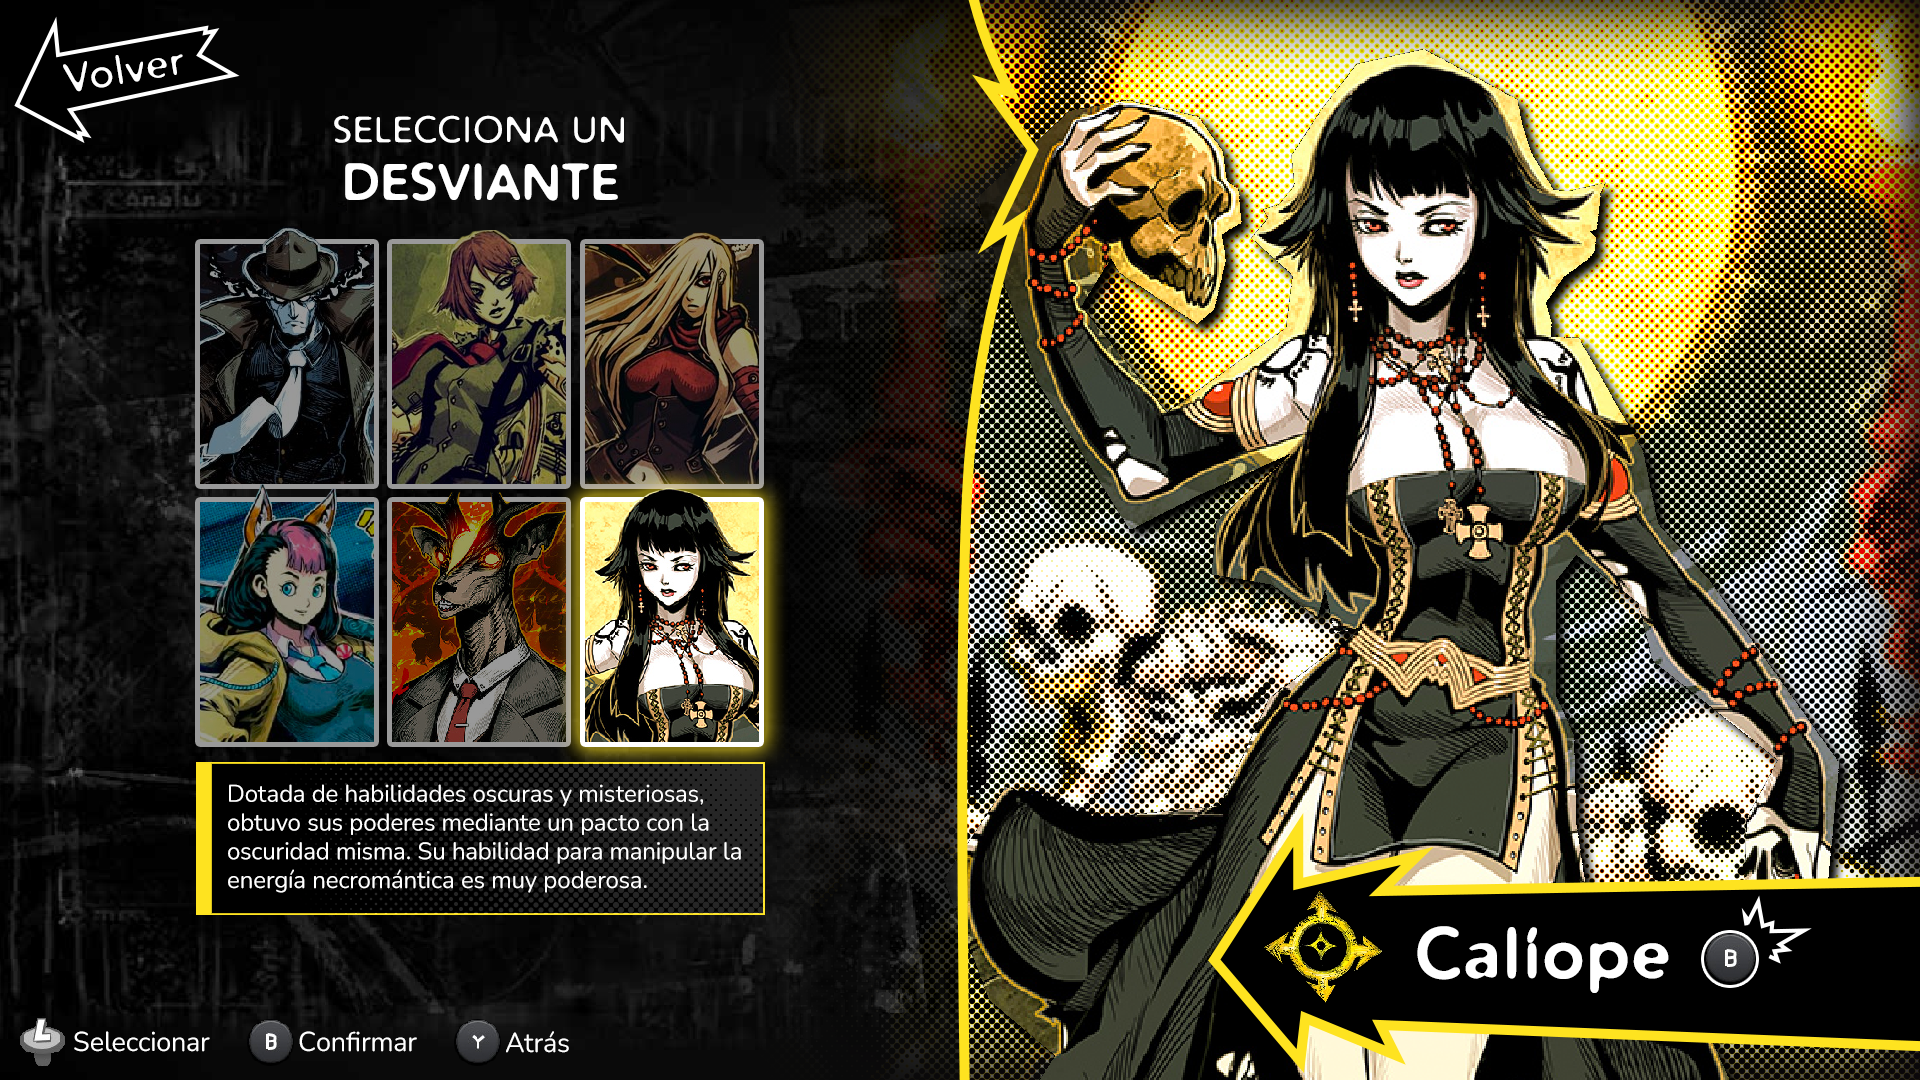 Volver
SELECCIONA UN
DESVIANTE
Dotada de habilidades oscuras y misteriosas,
obtuvo sus poderes mediante un pacto con la
oscuridad misma. Su habilidad para manipular la
energía necromántica es muy poderosa.
Calíope B
L Seleccionar B Confirmar Y Atrás